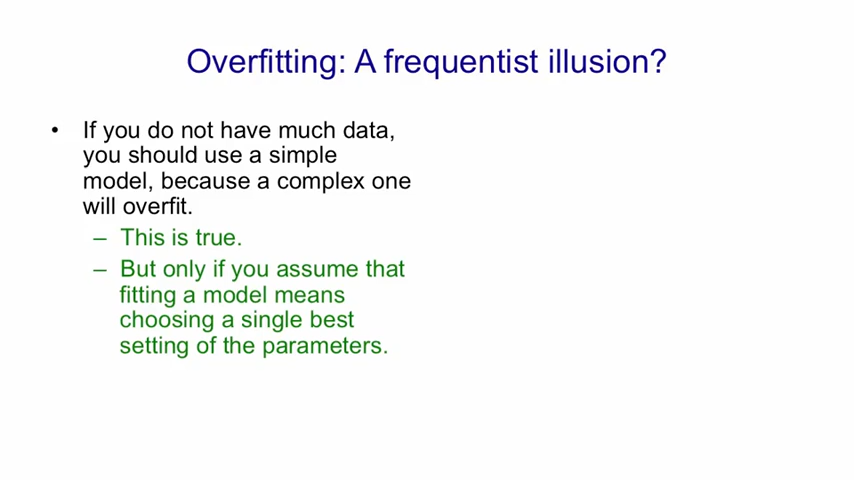 Overfitting: A frequentist illusion?
• If you do not have much data,
you should use a simple
model, because a complex one
will overfit.
– This is true.
– But only if you assume that
fitting a model means
choosing a single best
setting of the parameters.